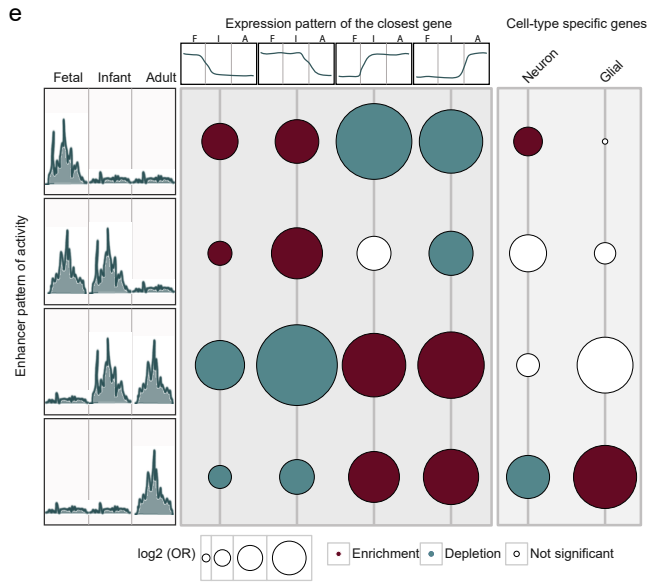 e
Expression pattern of the closest gene
Cell-type specific genes
F I A F I A F I A F I A
Neuron
Glial
Fetal Infant Adult
Enhancer pattern of activity
log2 (OR)
Enrichment
Depletion
Not significant